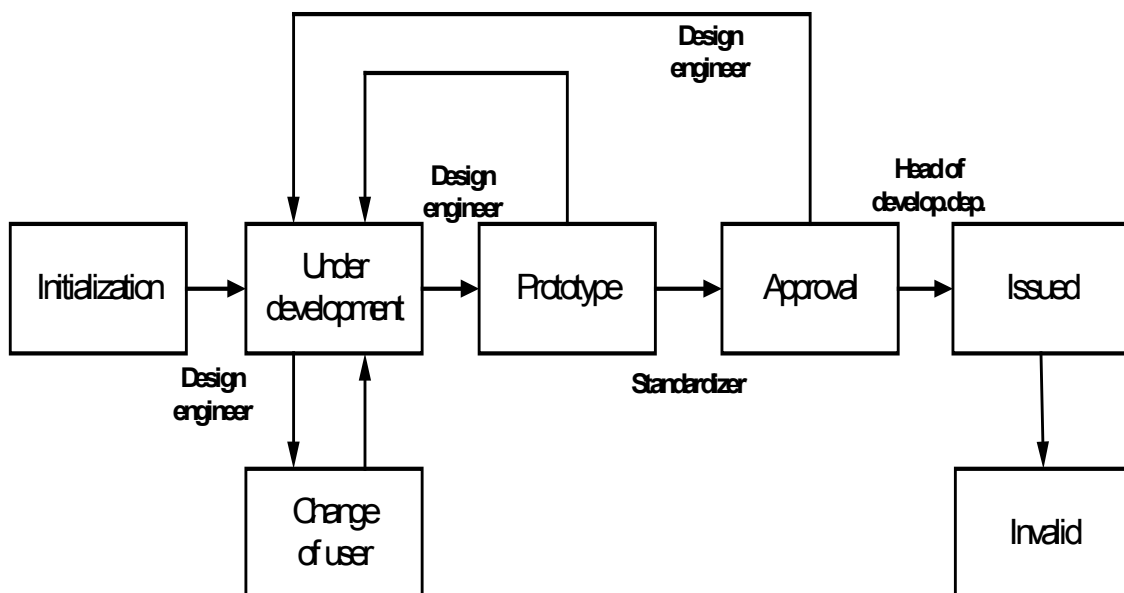 Design
engineer
Design
engineer
Head of
develop.dep.
Initialization
Under
development.
Prototype
Approval
Issued
Design
engineer
Standardizer
Change
of user
Invalid